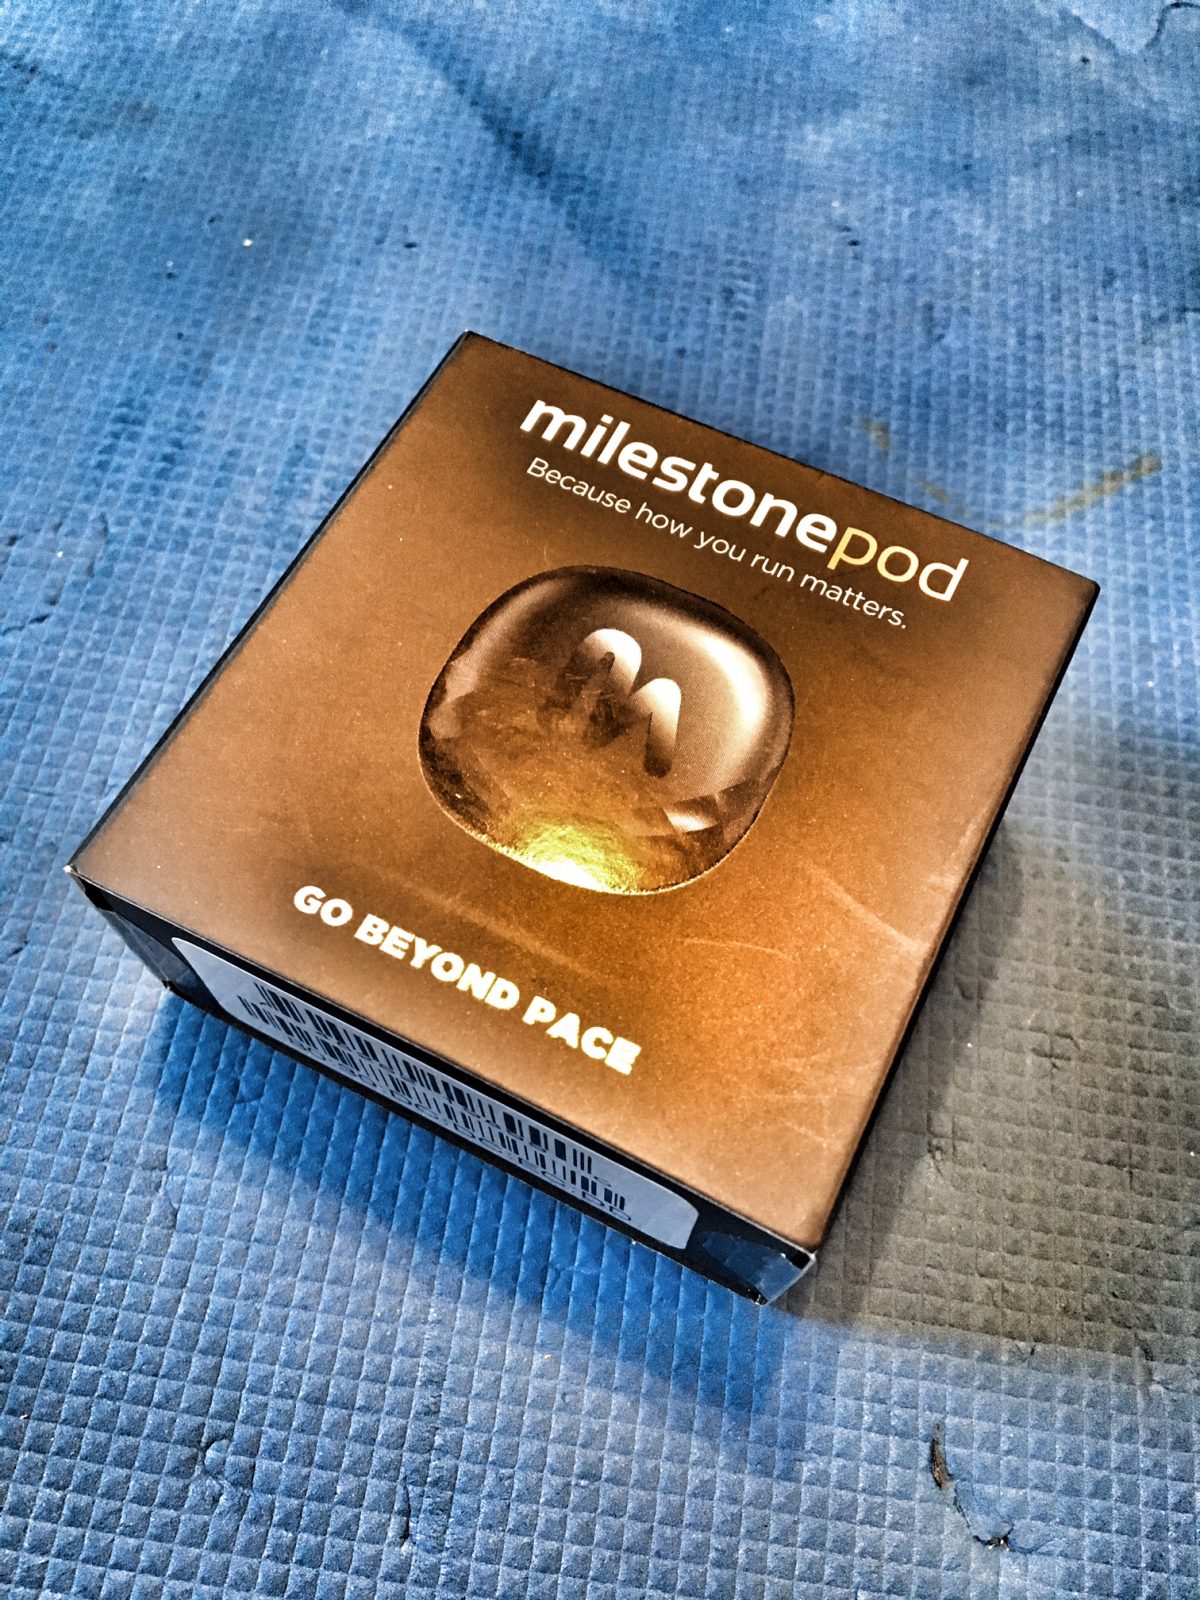 milestonepod
Because how you run matters.
m
GO BEYOND PACE